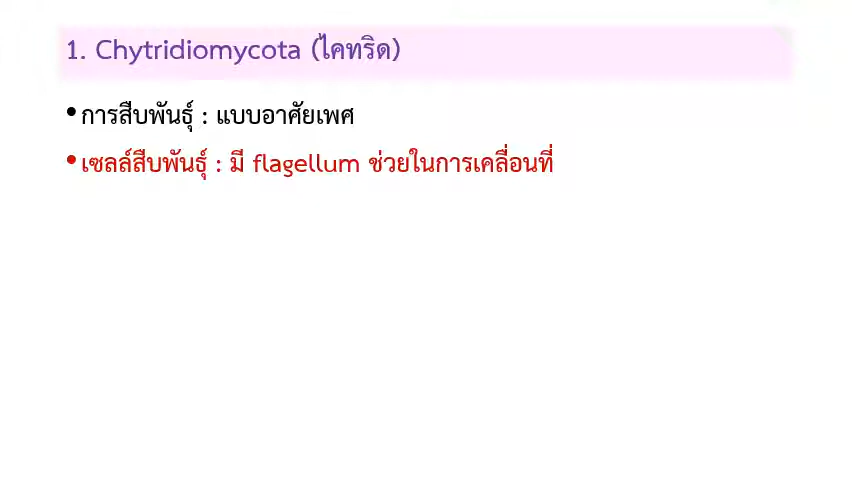 1. Chytridiomycota (ไคทริด)
•การสืบพันธุ์ : แบบอาศัยเพศ
•เซลล์สืบพันธุ์ : มี flagellum ช่วยในการเคลื่อนที่